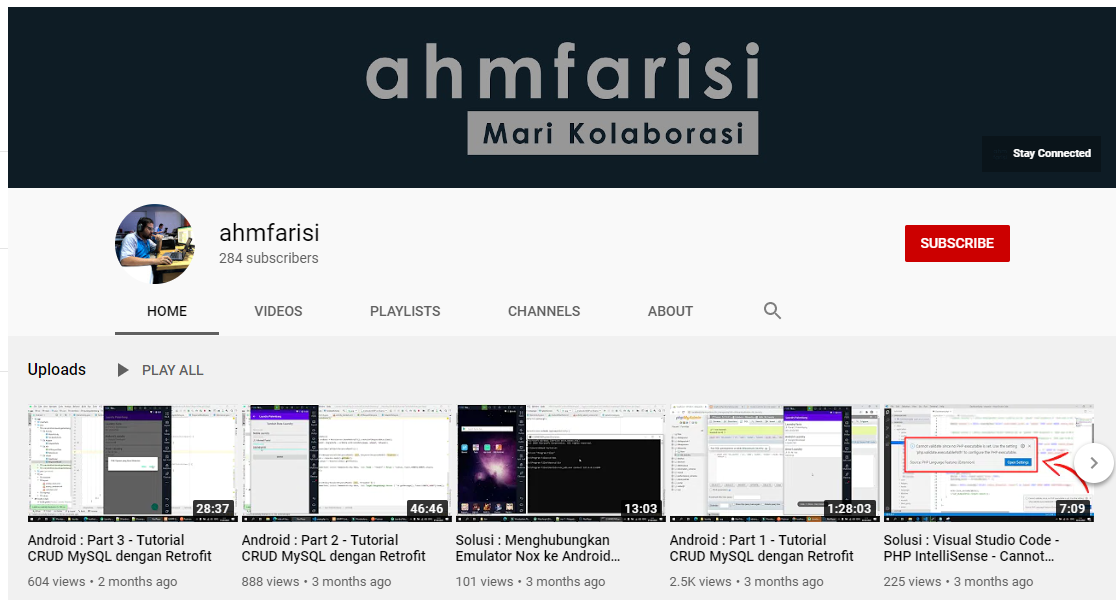 ahmfarisi
Mari Kolaborasi
Stay Connected
ahmfarisi
284 subscribers
SUBSCRIBE
HOME
VIDEOS
PLAYLISTS
CHANNELS
ABOUT
Uploads
PLAY ALL
28:37
46:46
13:03
1:28:03
7:09
Android : Part 3 - Tutorial
CRUD MySQL dengan Retrofit
604 views • 2 months ago
Android : Part 2 - Tutorial
CRUD MySQL dengan Retrofit
888 views • 3 months ago
Solusi : Menghubungkan
Emulator Nox ke Android...
101 views • 3 months ago
Android : Part 1 - Tutorial
CRUD MySQL dengan Retrofit
2.5K views • 3 months ago
Solusi : Visual Studio Code -
PHP IntelliSense - Cannot...
225 views • 3 months ago